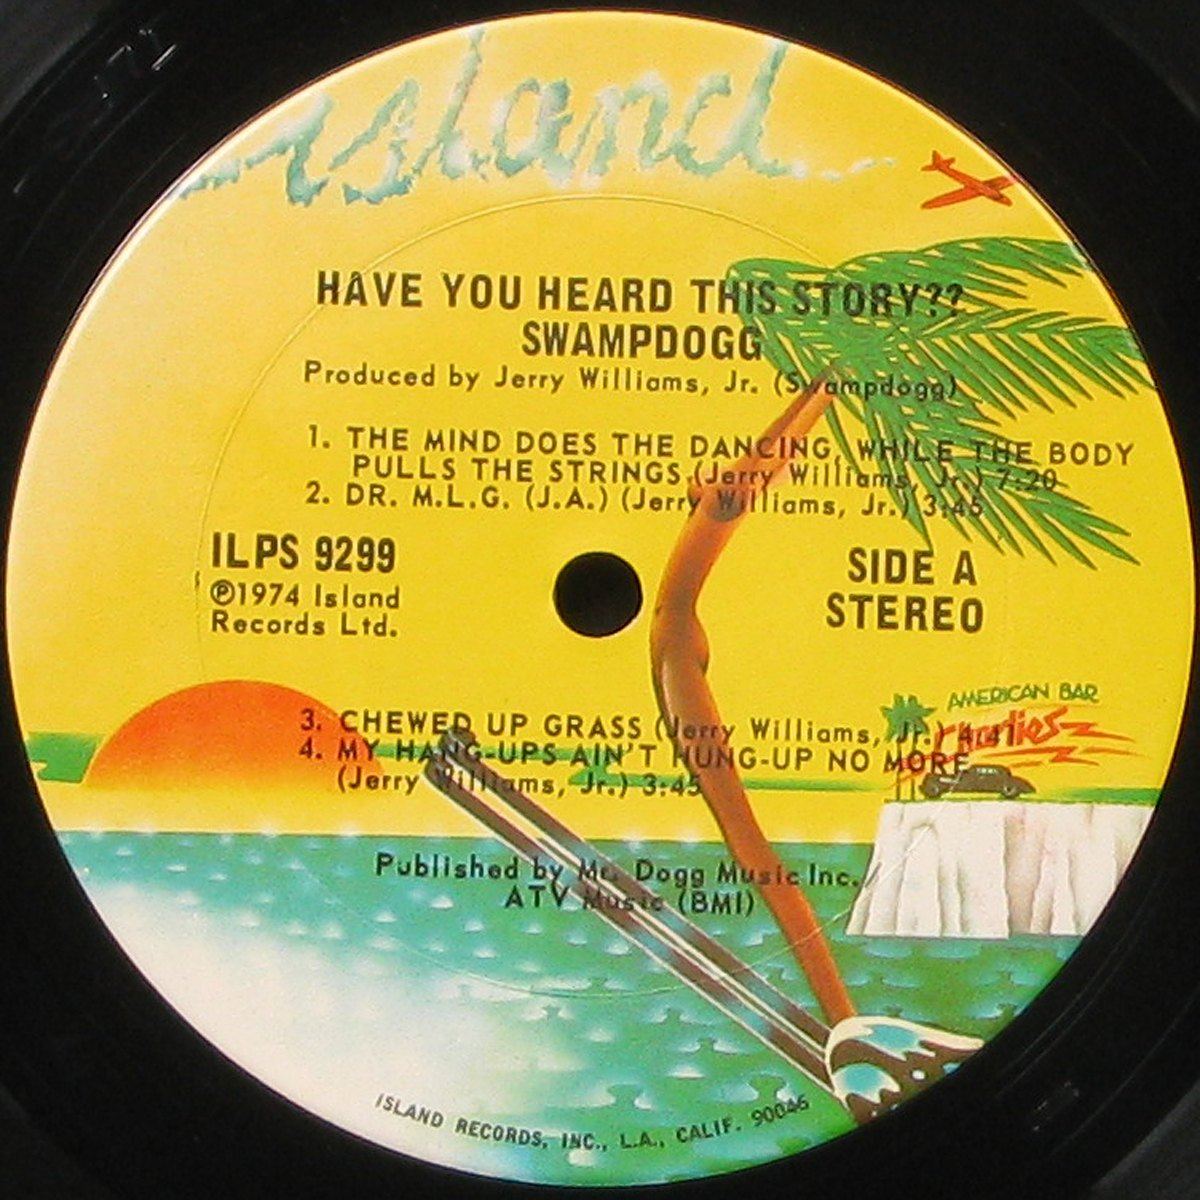 island
HAVE YOU HEARD THIS STORY??
SWAMPDOGG
Produced by Jerry Williams, Jr. (Swampdogg)
1. THE MIND DOES THE DANCING, WHILE THE BODY
PULLS THE STRINGS (Jerry Williams, Jr.) 7:20
2. DR. M.L.G. (J.A.) (Jerry Williams, Jr.) 3:46
ILPS 9299
℗1974 Island
Records Ltd.
SIDE A
STEREO
AMERICAN BAR
Charlies
3. CHEWED UP GRASS (Jerry Williams, Jr.) 4:41
4. MY HANG-UPS AIN'T HUNG-UP NO MORE
(Jerry Williams, Jr.) 3:45
Published by Mr. Dogg Music Inc./
ATV Music (BMI)
ISLAND RECORDS, INC., L.A., CALIF. 90046